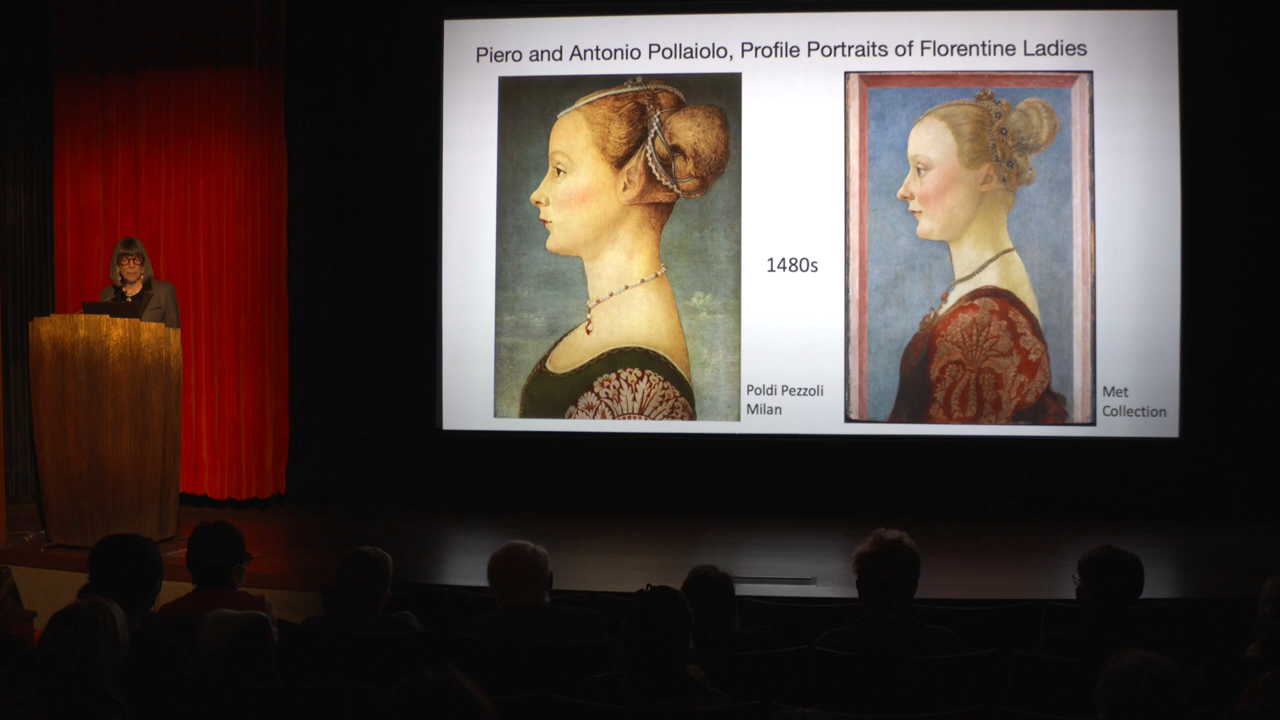 Piero and Antonio Pollaiolo, Profile Portraits of Florentine Ladies
1480s
Poldi Pezzoli
Milan
Met
Collection